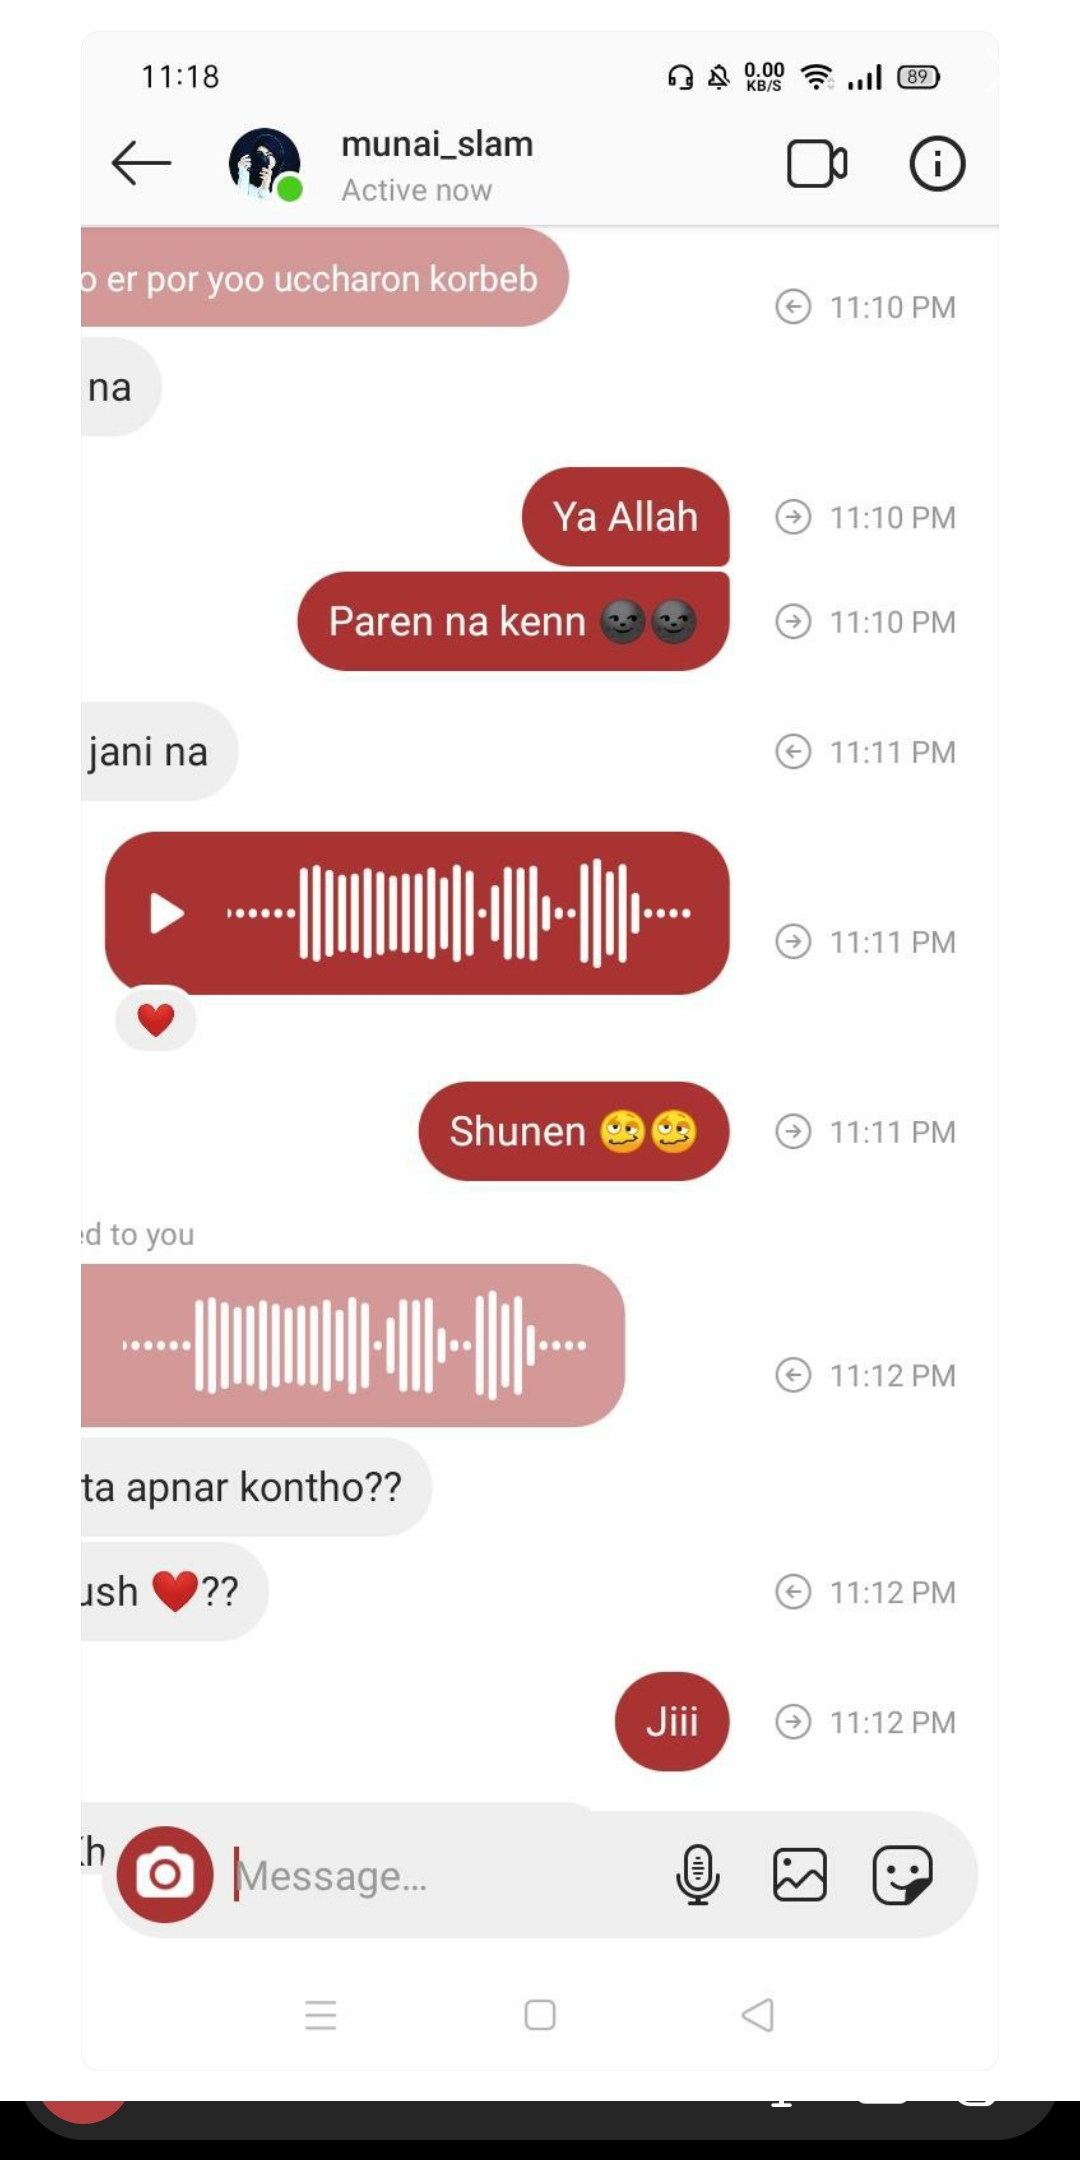 11:18
0.00
KB/S
89
munai_slam
Active now
o er por yoo uccharon korbeb
11:10 PM
na
Ya Allah
11:10 PM
Paren na kenn 🌚🌚
11:10 PM
jani na
11:11 PM
11:11 PM
❤️
Shunen 🥴🥴
11:11 PM
ed to you
11:12 PM
ta apnar kontho??
ush ❤️??
11:12 PM
Jiii
11:12 PM
Message...